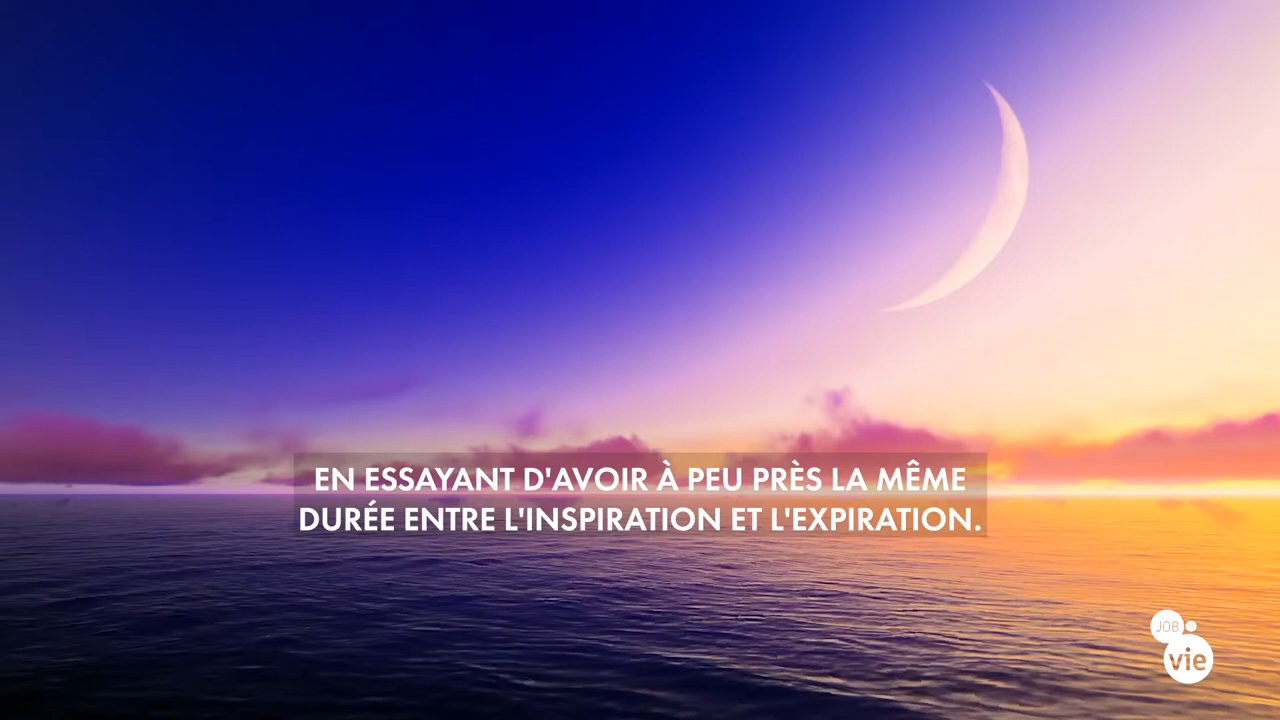 EN ESSAYANT D'AVOIR À PEU PRÈS LA MÊME
DURÉE ENTRE L'INSPIRATION ET L'EXPIRATION.
JOB
vie